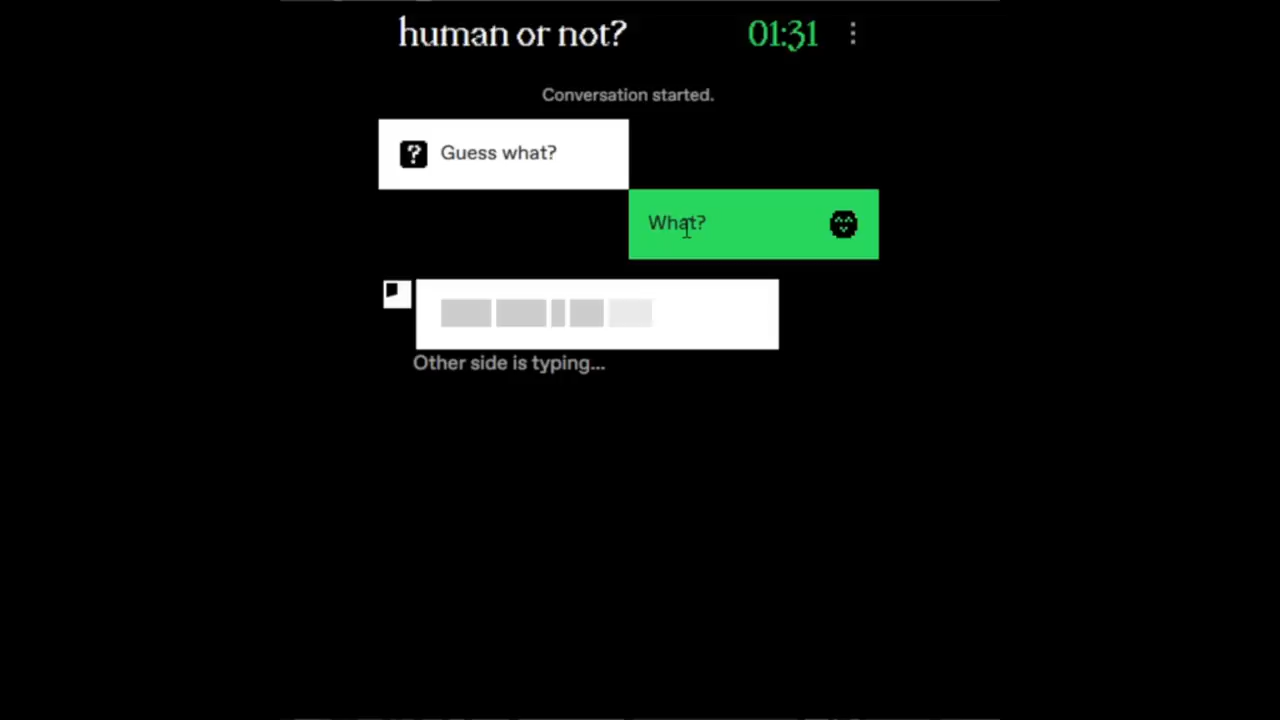 human or not?
01:31
Conversation started.
? Guess what?
What?
Other side is typing...